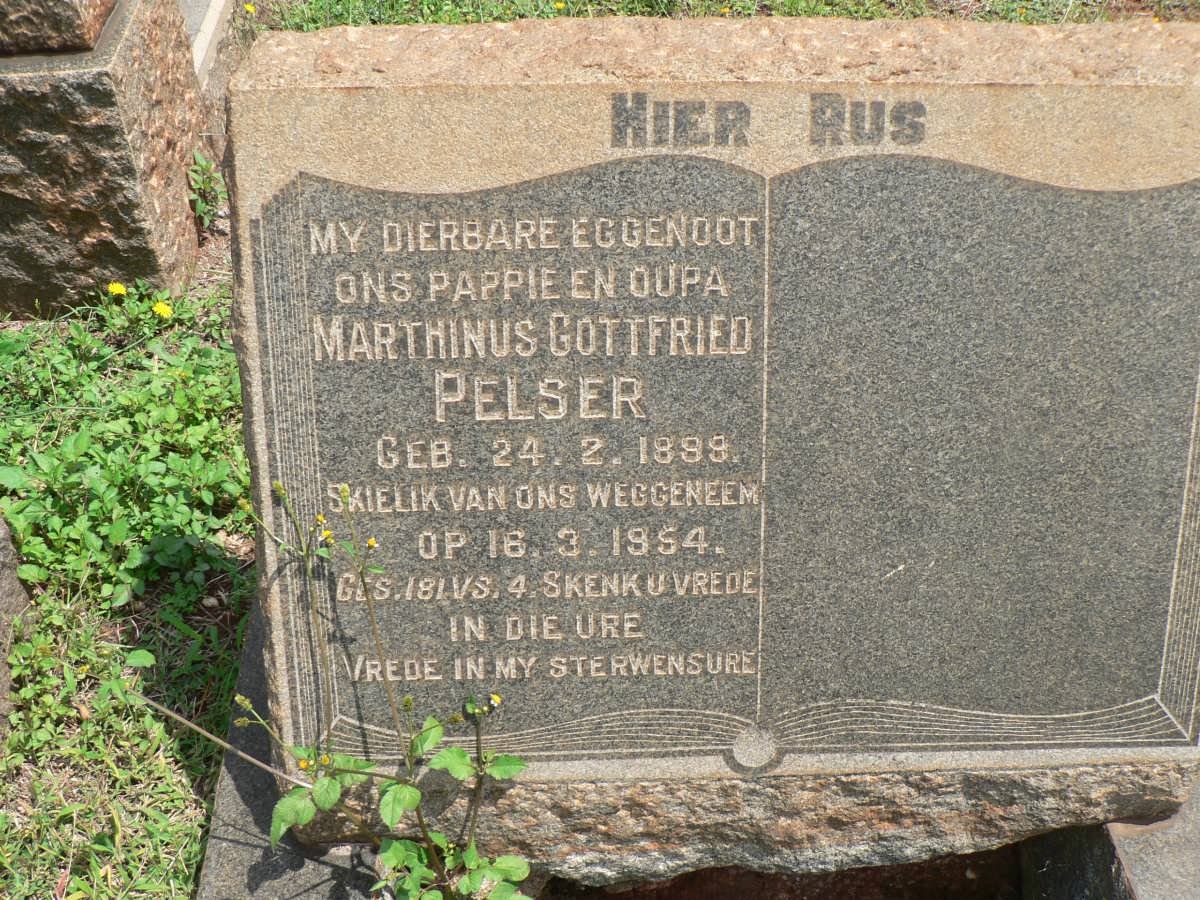 HIER RUS
MY DIERBARE EGGENOOT
ONS PAPPIE EN OUPA
MARTHINUS GOTTFRIED
PELSER
GEB. 24. 2. 1898.
SKIELIK VAN ONS WEGGENEEM
OP 16. 3. 1954.
GES. 181. VS. 4. SKENK U VREDE
IN DIE URE
VREDE IN MY STERWENSURE